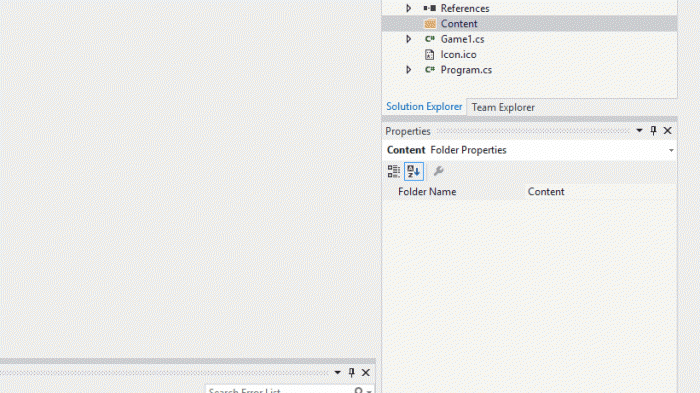 References
Content
C# Game1.cs
Icon.ico
C# Program.cs
Solution Explorer Team Explorer
Properties
Content Folder Properties
Folder Name Content
Search Error List